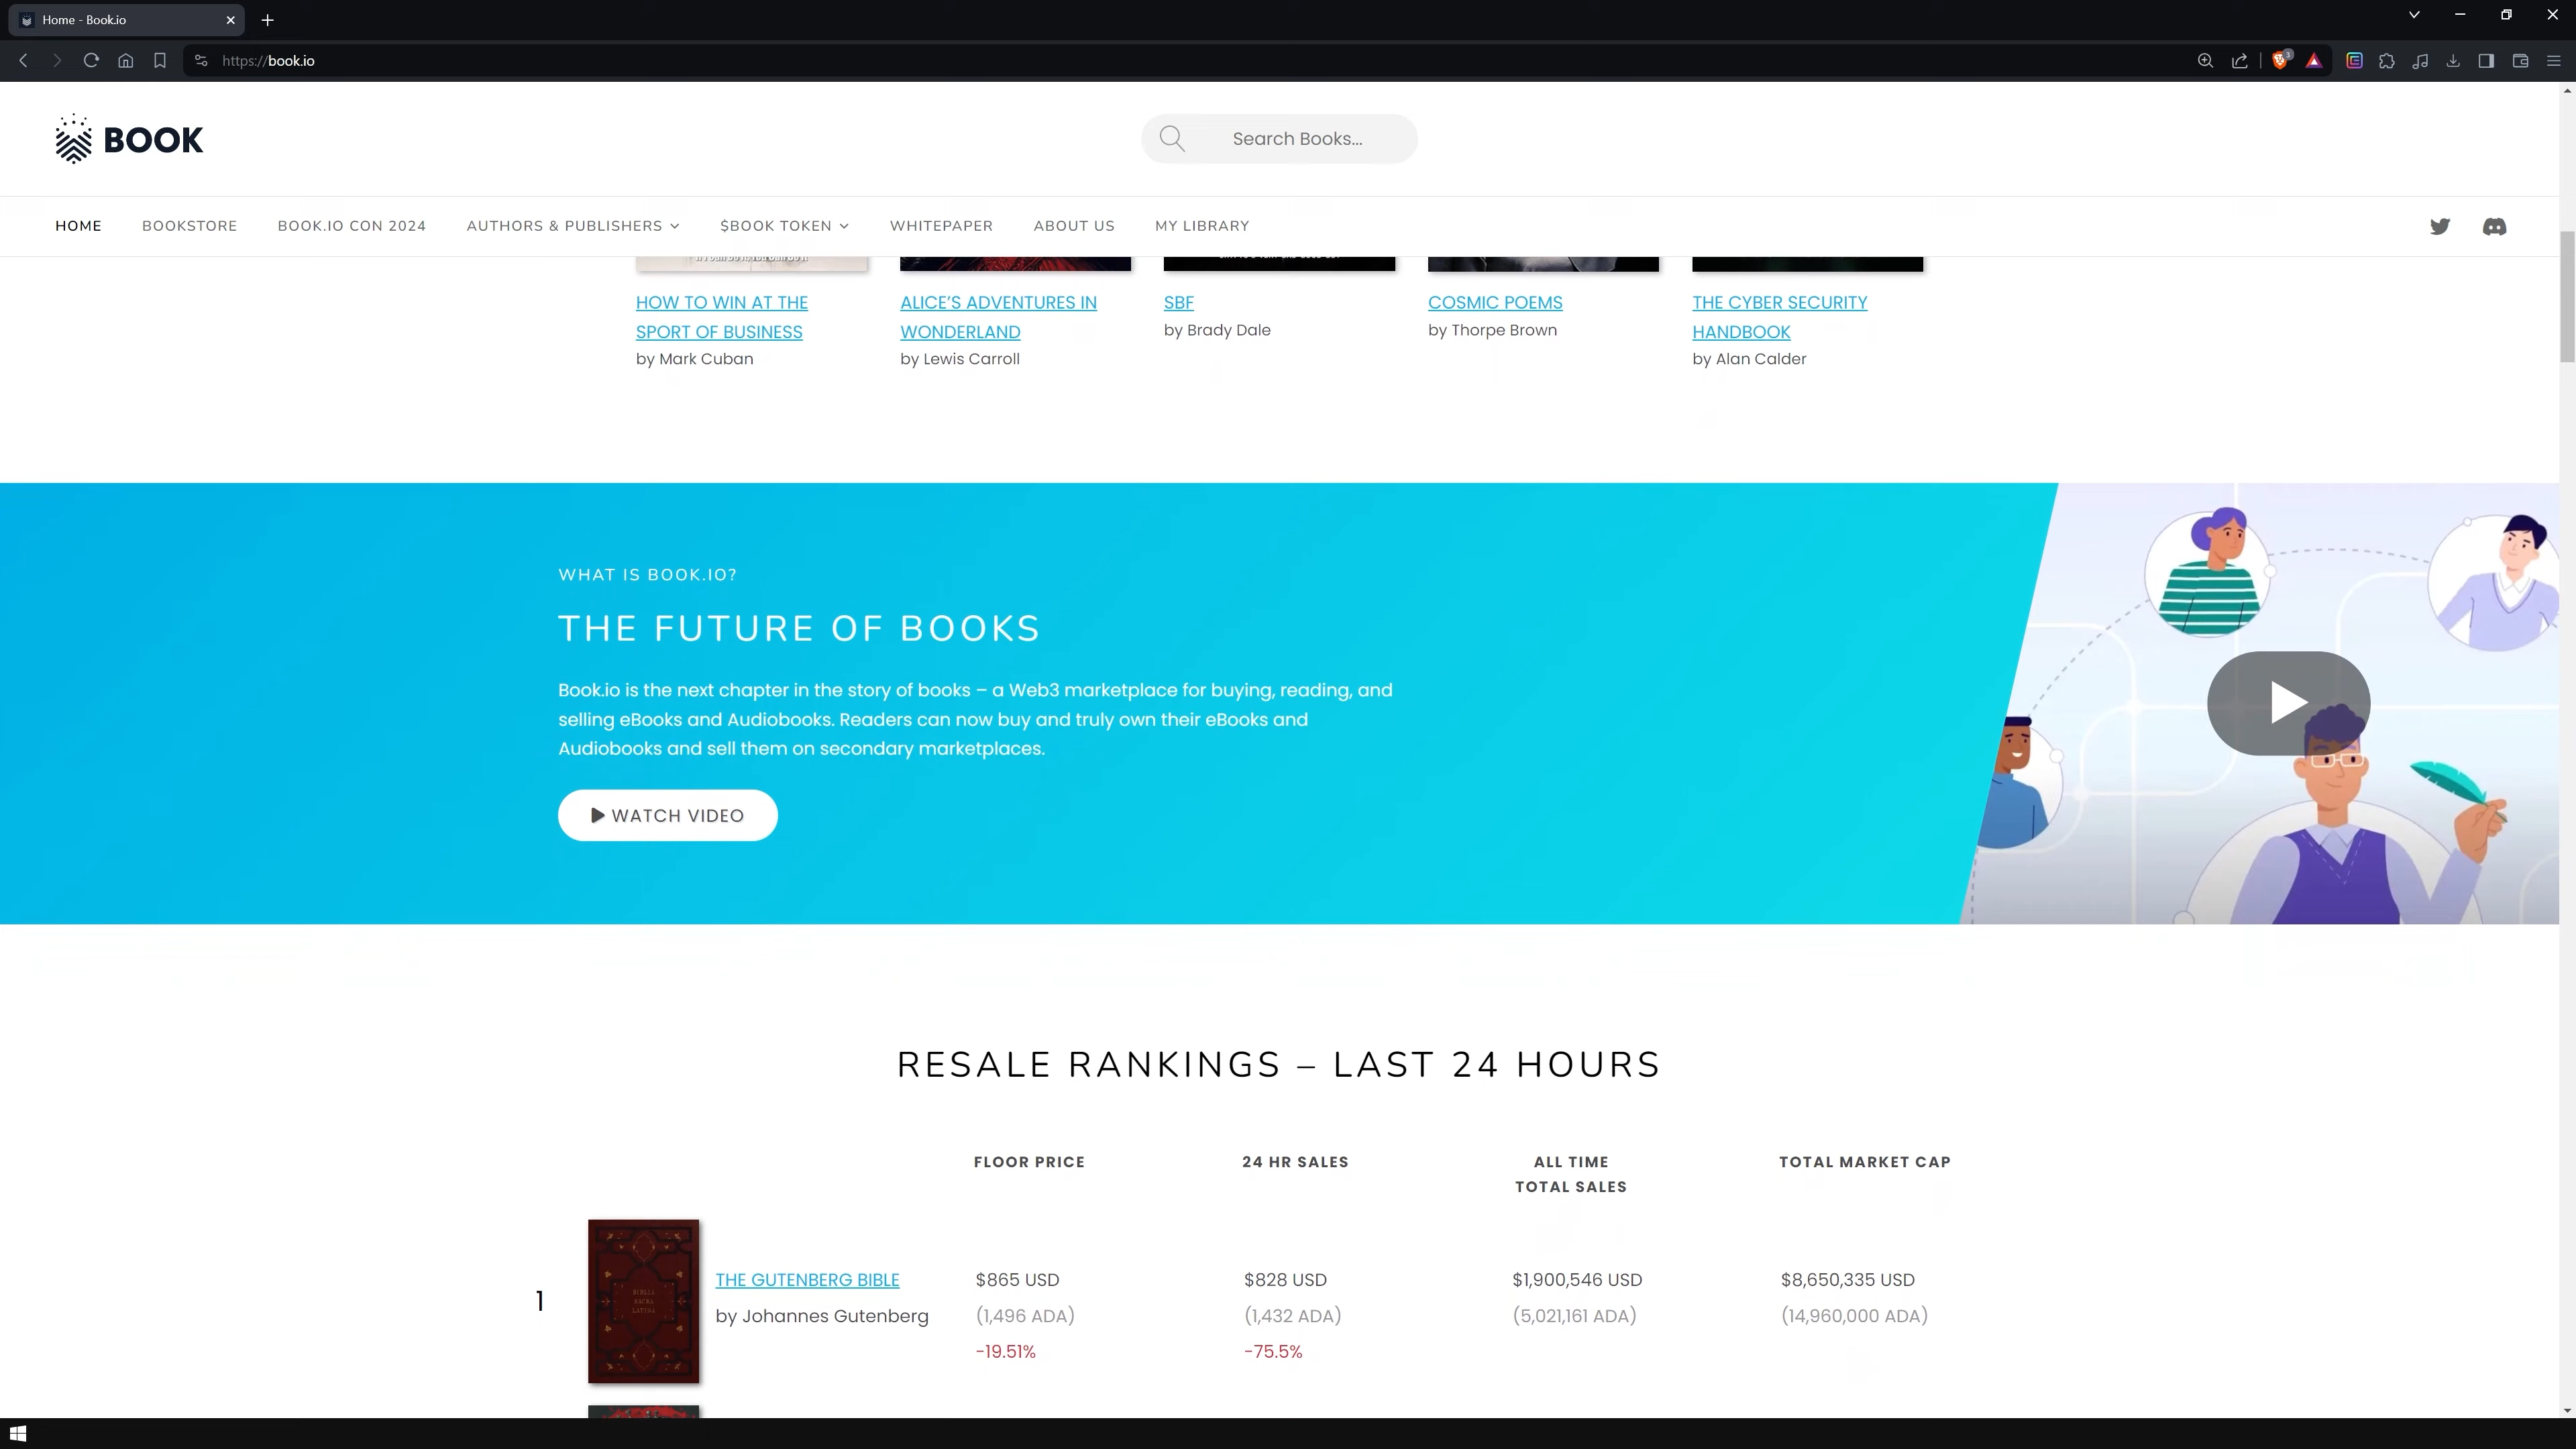 Home - Book.io
https://book.io
3
BOOK
Search Books...
HOME BOOKSTORE BOOK.IO CON 2024 AUTHORS & PUBLISHERS $BOOK TOKEN WHITEPAPER ABOUT US MY LIBRARY
HOW TO WIN AT THE
SPORT OF BUSINESS
by Mark Cuban
ALICE’S ADVENTURES IN
WONDERLAND
by Lewis Carroll
SBF
by Brady Dale
COSMIC POEMS
by Thorpe Brown
THE CYBER SECURITY
HANDBOOK
by Alan Calder
WHAT IS BOOK.IO?
THE FUTURE OF BOOKS
Book.io is the next chapter in the story of books – a Web3 marketplace for buying, reading, and
selling eBooks and Audiobooks. Readers can now buy and truly own their eBooks and
Audiobooks and sell them on secondary marketplaces.
WATCH VIDEO
RESALE RANKINGS – LAST 24 HOURS
FLOOR PRICE 24 HR SALES ALL TIME TOTAL MARKET CAP
TOTAL SALES
1
BIBLIA
SACRA
LATINA
THE GUTENBERG BIBLE $865 USD $828 USD $1,900,546 USD $8,650,335 USD
by Johannes Gutenberg (1,496 ADA) (1,432 ADA) (5,021,161 ADA) (14,960,000 ADA)
-19.51% -75.5%